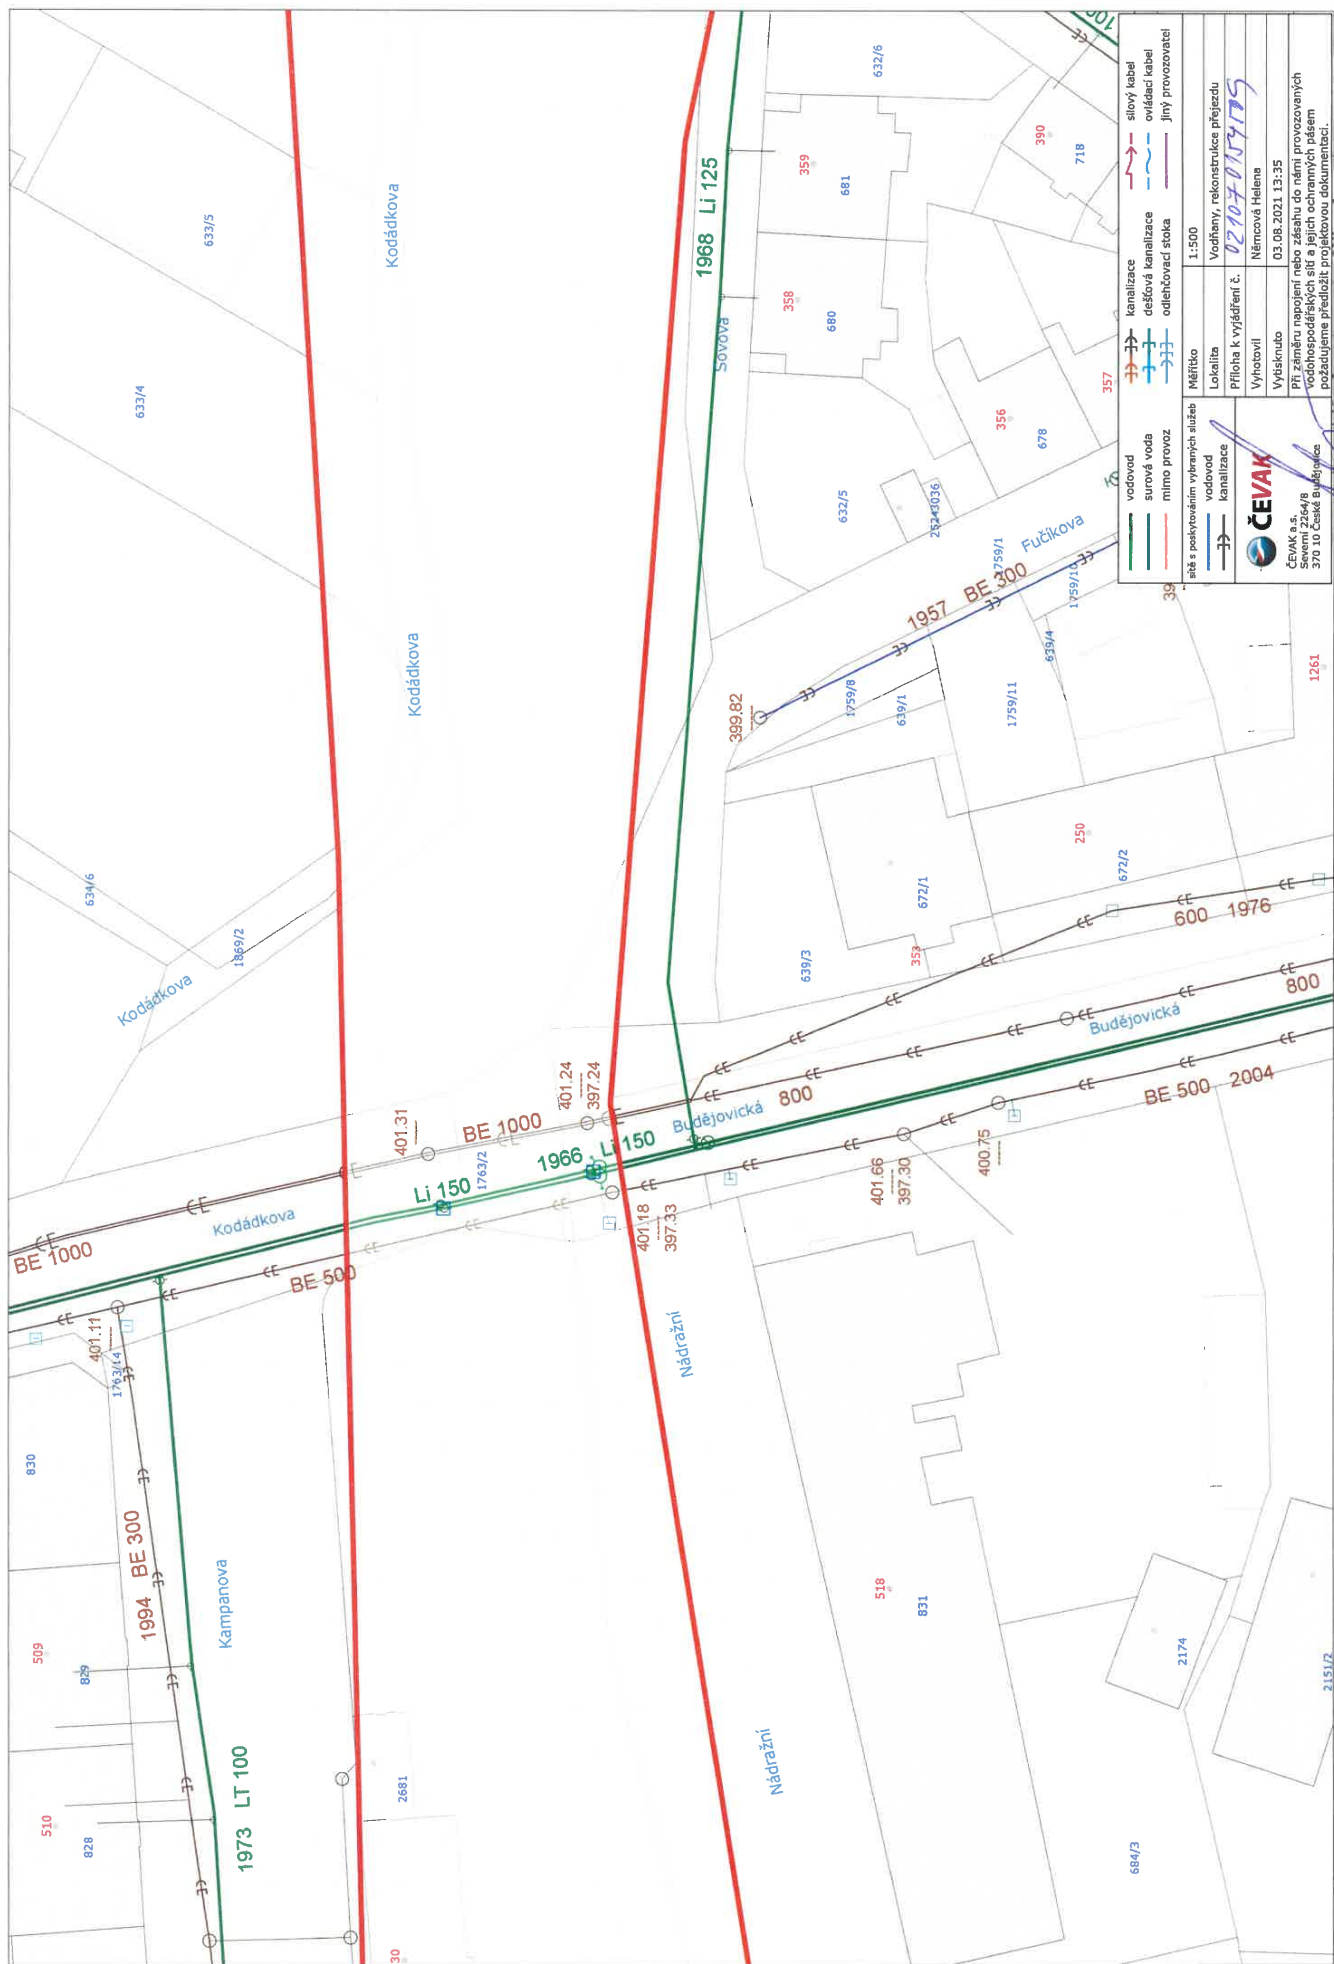 633/5
633/4
634/6
1869/2
Kodádkova
Kodádkova
Kodádkova
Kodádkova
632/6
359
681
1968 Li 125
358
680
Sovova
390
718
357
356
678
632/5
25243036
Fučíkova
1759/1
1759/10
1957 BE 300
639/4
1759/8
639/1
1759/11
399.82
1261
250
672/2
672/1
353
639/3
600 1976
800
Budějovická
BE 500 2004
800
Budějovická
401.24
397.24
401.31
BE 1000
1966 Li 150
1763/2
Li 150
401.18
397.33
401.66
397.30
400.75
BE 1000
BE 500
401.11
1763/14
830
Nádražní
Nádražní
1994 BE 300
Kampanova
509
829
510
828
1973 LT 100
2681
30
518
831
2174
2151/2
684/3
vodovod
surová voda
mimo provoz
kanalizace
dešťová kanalizace
odlehčovací stoka
silový kabel
ovládací kabel
jiný provozovatel
sítě s poskytováním vybraných služeb
vodovod
kanalizace
ČEVAK
ČEVAK a.s.
Severní 2264/8
370 10 České Budějovice
Měřítko 1:500
Lokalita Vodňany, rekonstrukce přejezdu
Příloha k vyjádření č.
Vyhotovil Němcová Helena
Vytisknuto 03.08.2021 13:35
Při záměru napojení nebo zásahu do námi provozovaných
vodohospodářských sítí a jejich ochranných pásem
požadujeme předložit projektovou dokumentaci.